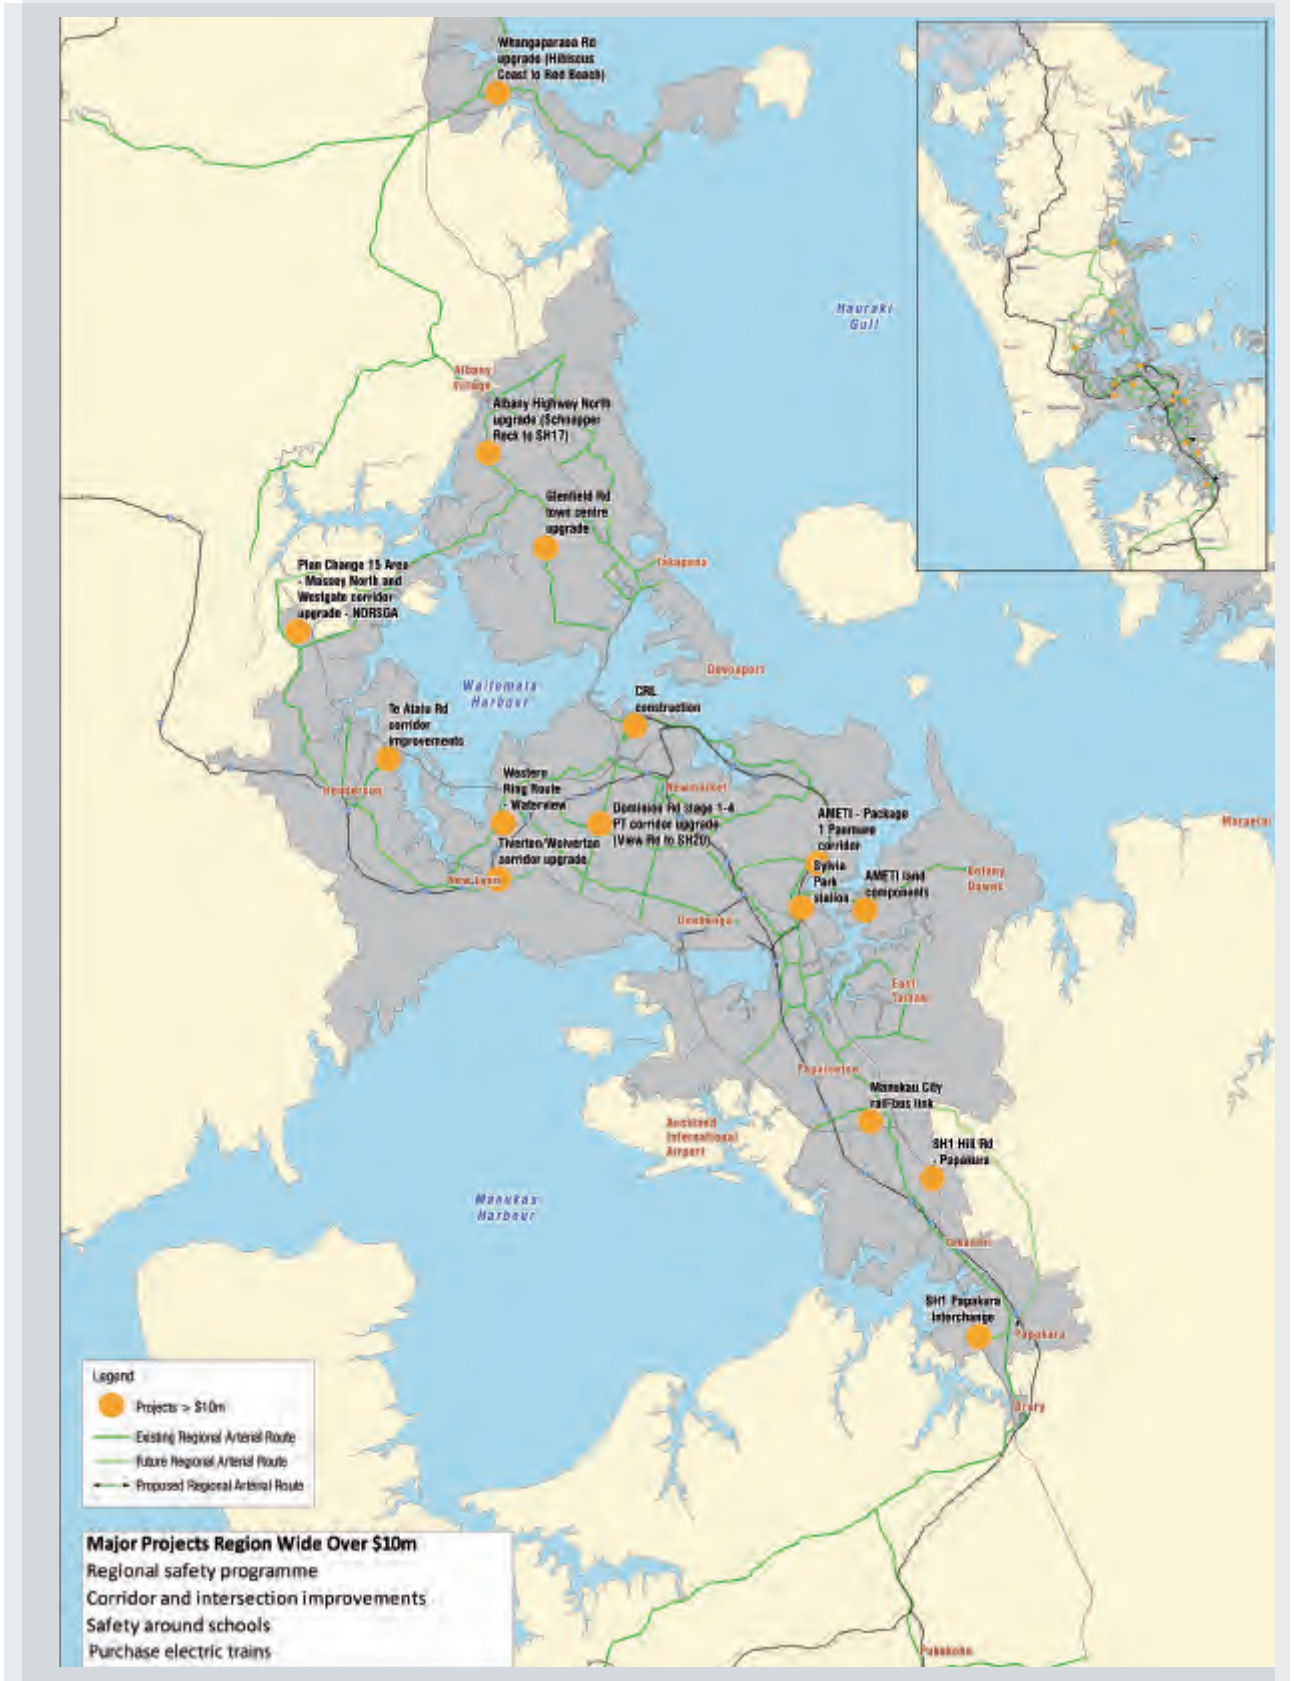 Whangaparaoa Rd
upgrade (Hibiscus
Coast to Red Beach)
Hauraki
Gulf
Albany
Village
Albany Highway North
upgrade (Schnapper
Rock to SH17)
Glenfield Rd
town centre
upgrade
Takapuna
Plan Change 15 Area
- Massey North and
Westgate corridor
upgrade - NORSGA
Devonport
Waitemata
Harbour
CRL
construction
Te Atatu Rd
corridor
improvements
Western
Ring Route
- Waterview
Newmarket
Henderson
Dominion Rd stage 1-4
PT corridor upgrade
(View Rd to SH20)
AMETI - Package
1 Panmure
corridor
Maraetai
Tiverton/Wolverton
corridor upgrade
New Lynn
Sylvia
Park
station
AMETI land
components
Botany
Downs
Onehunga
East
Tamaki
Papatoetoe
Manukau City
rail/bus link
Auckland
International
Airport
SH1 Hill Rd
- Papakura
Manukau
Harbour
Takanini
SH1 Papakura
Interchange
Papakura
Drury
Legend
Projects > $10m
Existing Regional Arterial Route
Future Regional Arterial Route
Proposed Regional Arterial Route
Major Projects Region Wide Over $10m
Regional safety programme
Corridor and intersection improvements
Safety around schools
Purchase electric trains
Pukekohe